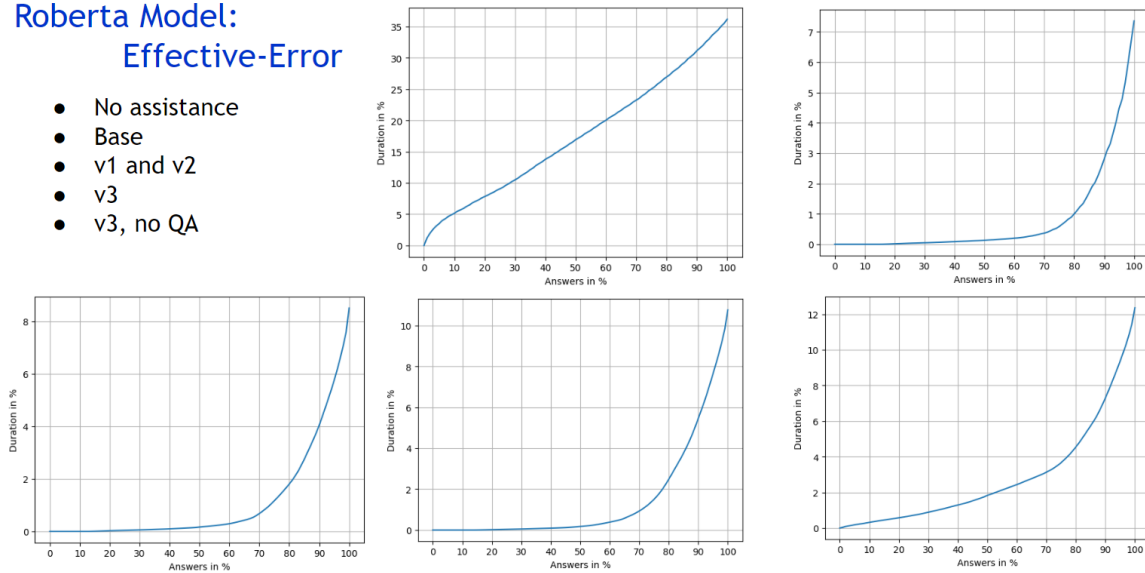 Roberta Model:
Effective-Error
● No assistance
● Base
● v1 and v2
● v3
● v3, no QA
35
30
25
20
15
10
5
0
Duration in %
0 10 20 30 40 50 60 70 80 90 100
Answers in %
7
6
5
4
3
2
1
0
Duration in %
0 10 20 30 40 50 60 70 80 90 100
Answers in %
8
6
4
2
0
Duration in %
0 10 20 30 40 50 60 70 80 90 100
Answers in %
10
8
6
4
2
0
Duration in %
0 10 20 30 40 50 60 70 80 90 100
Answers in %
12
10
8
6
4
2
0
Duration in %
0 10 20 30 40 50 60 70 80 90 100
Answers in %